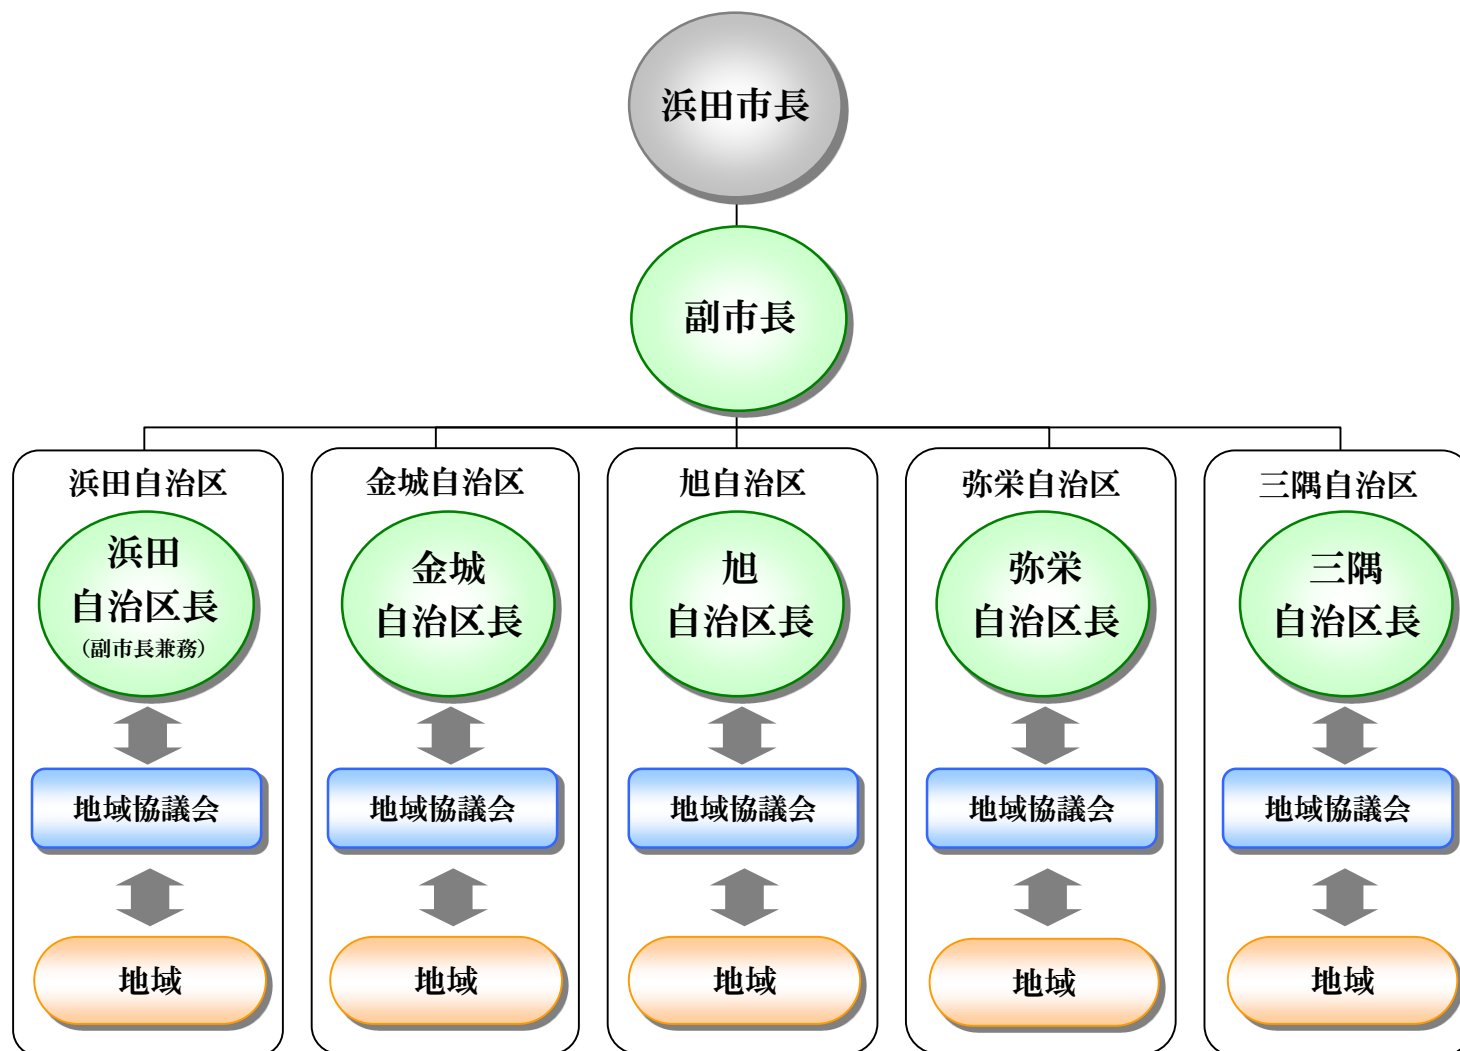 浜田市長
副市長
浜田自治区
浜田
自治区長
(副市長兼務)
地域協議会
地域
金城自治区
金城
自治区長
地域協議会
地域
旭自治区
旭
自治区長
地域協議会
地域
弥栄自治区
弥栄
自治区長
地域協議会
地域
三隅自治区
三隅
自治区長
地域協議会
地域